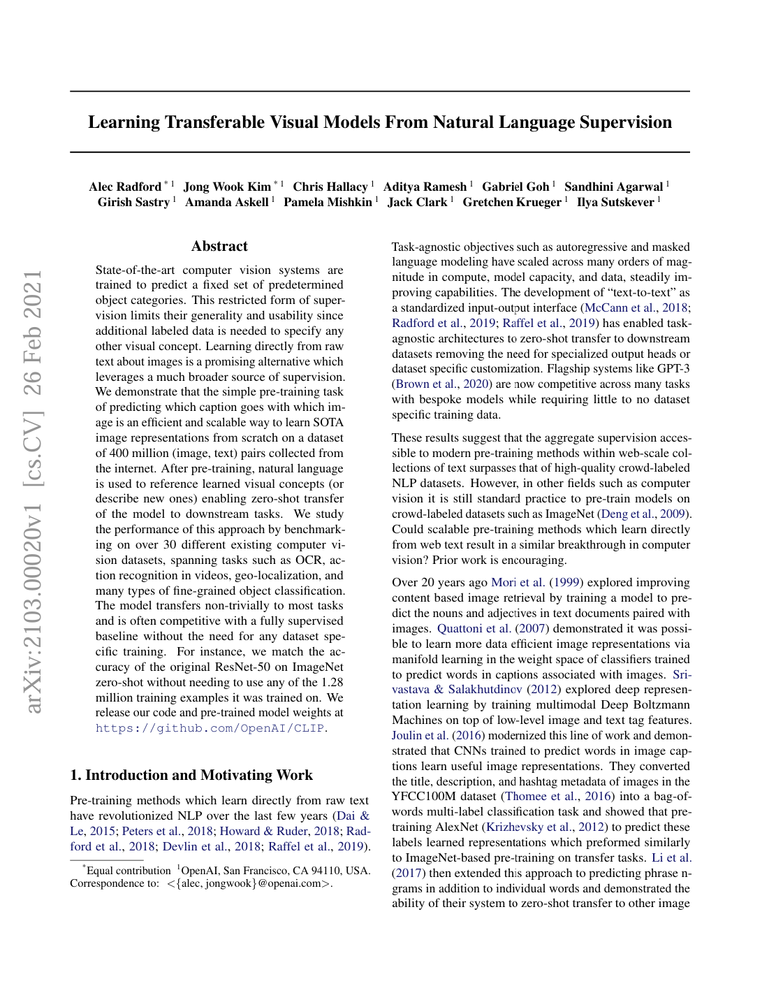 Learning Transferable Visual Models From Natural Language Supervision
Alec Radford * 1 Jong Wook Kim * 1 Chris Hallacy 1 Aditya Ramesh 1 Gabriel Goh 1 Sandhini Agarwal 1
Girish Sastry 1 Amanda Askell 1 Pamela Mishkin 1 Jack Clark 1 Gretchen Krueger 1 Ilya Sutskever 1
Abstract
State-of-the-art computer vision systems are
trained to predict a fixed set of predetermined
object categories. This restricted form of super-
vision limits their generality and usability since
additional labeled data is needed to specify any
other visual concept. Learning directly from raw
text about images is a promising alternative which
leverages a much broader source of supervision.
We demonstrate that the simple pre-training task
of predicting which caption goes with which im-
age is an efficient and scalable way to learn SOTA
image representations from scratch on a dataset
of 400 million (image, text) pairs collected from
the internet. After pre-training, natural language
is used to reference learned visual concepts (or
describe new ones) enabling zero-shot transfer
of the model to downstream tasks. We study
the performance of this approach by benchmark-
ing on over 30 different existing computer vi-
sion datasets, spanning tasks such as OCR, ac-
tion recognition in videos, geo-localization, and
many types of fine-grained object classification.
The model transfers non-trivially to most tasks
and is often competitive with a fully supervised
baseline without the need for any dataset spe-
cific training. For instance, we match the ac-
curacy of the original ResNet-50 on ImageNet
zero-shot without needing to use any of the 1.28
million training examples it was trained on. We
release our code and pre-trained model weights at
https://github.com/OpenAI/CLIP.
1. Introduction and Motivating Work
Pre-training methods which learn directly from raw text
have revolutionized NLP over the last few years (Dai &
Le, 2015; Peters et al., 2018; Howard & Ruder, 2018; Rad-
ford et al., 2018; Devlin et al., 2018; Raffel et al., 2019).
*Equal contribution 1OpenAI, San Francisco, CA 94110, USA.
Correspondence to: <{alec, jongwook}@openai.com>.
Task-agnostic objectives such as autoregressive and masked
language modeling have scaled across many orders of mag-
nitude in compute, model capacity, and data, steadily im-
proving capabilities. The development of “text-to-text” as
a standardized input-output interface (McCann et al., 2018;
Radford et al., 2019; Raffel et al., 2019) has enabled task-
agnostic architectures to zero-shot transfer to downstream
datasets removing the need for specialized output heads or
dataset specific customization. Flagship systems like GPT-3
(Brown et al., 2020) are now competitive across many tasks
with bespoke models while requiring little to no dataset
specific training data.
These results suggest that the aggregate supervision acces-
sible to modern pre-training methods within web-scale col-
lections of text surpasses that of high-quality crowd-labeled
NLP datasets. However, in other fields such as computer
vision it is still standard practice to pre-train models on
crowd-labeled datasets such as ImageNet (Deng et al., 2009).
Could scalable pre-training methods which learn directly
from web text result in a similar breakthrough in computer
vision? Prior work is encouraging.
Over 20 years ago Mori et al. (1999) explored improving
content based image retrieval by training a model to pre-
dict the nouns and adjectives in text documents paired with
images. Quattoni et al. (2007) demonstrated it was possi-
ble to learn more data efficient image representations via
manifold learning in the weight space of classifiers trained
to predict words in captions associated with images. Sri-
vastava & Salakhutdinov (2012) explored deep represen-
tation learning by training multimodal Deep Boltzmann
Machines on top of low-level image and text tag features.
Joulin et al. (2016) modernized this line of work and demon-
strated that CNNs trained to predict words in image cap-
tions learn useful image representations. They converted
the title, description, and hashtag metadata of images in the
YFCC100M dataset (Thomee et al., 2016) into a bag-of-
words multi-label classification task and showed that pre-
training AlexNet (Krizhevsky et al., 2012) to predict these
labels learned representations which preformed similarly
to ImageNet-based pre-training on transfer tasks. Li et al.
(2017) then extended this approach to predicting phrase n-
grams in addition to individual words and demonstrated the
ability of their system to zero-shot transfer to other image
arXiv:2103.00020v1 [cs.CV] 26 Feb 2021